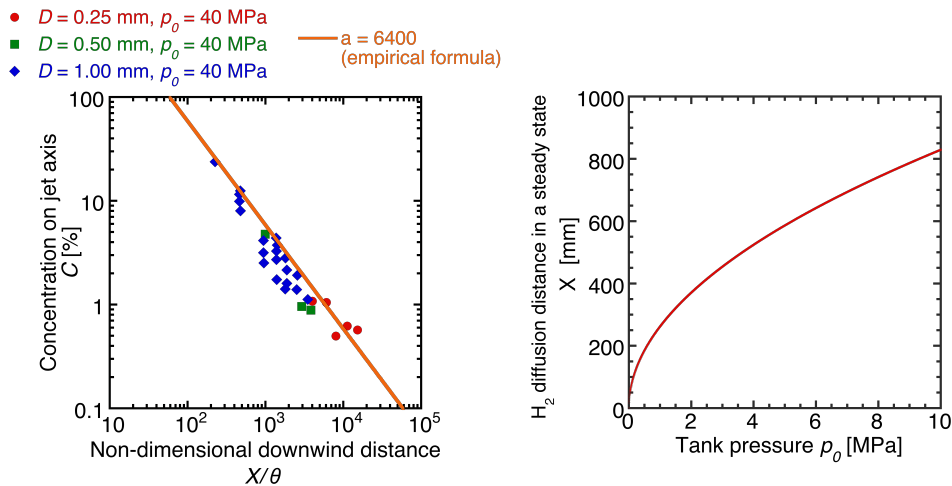 D = 0.25 mm, p0 = 40 MPa
D = 0.50 mm, p0 = 40 MPa
D = 1.00 mm, p0 = 40 MPa
a = 6400
(empirical formula)
Concentration on jet axis
C [%]
100
10
1
0.1
10
10²
10³
10⁴
10⁵
Non-dimensional downwind distance
X/θ
H₂ diffusion distance in a steady state
X [mm]
1000
800
600
400
200
0
0
2
4
6
8
10
Tank pressure p0 [MPa]